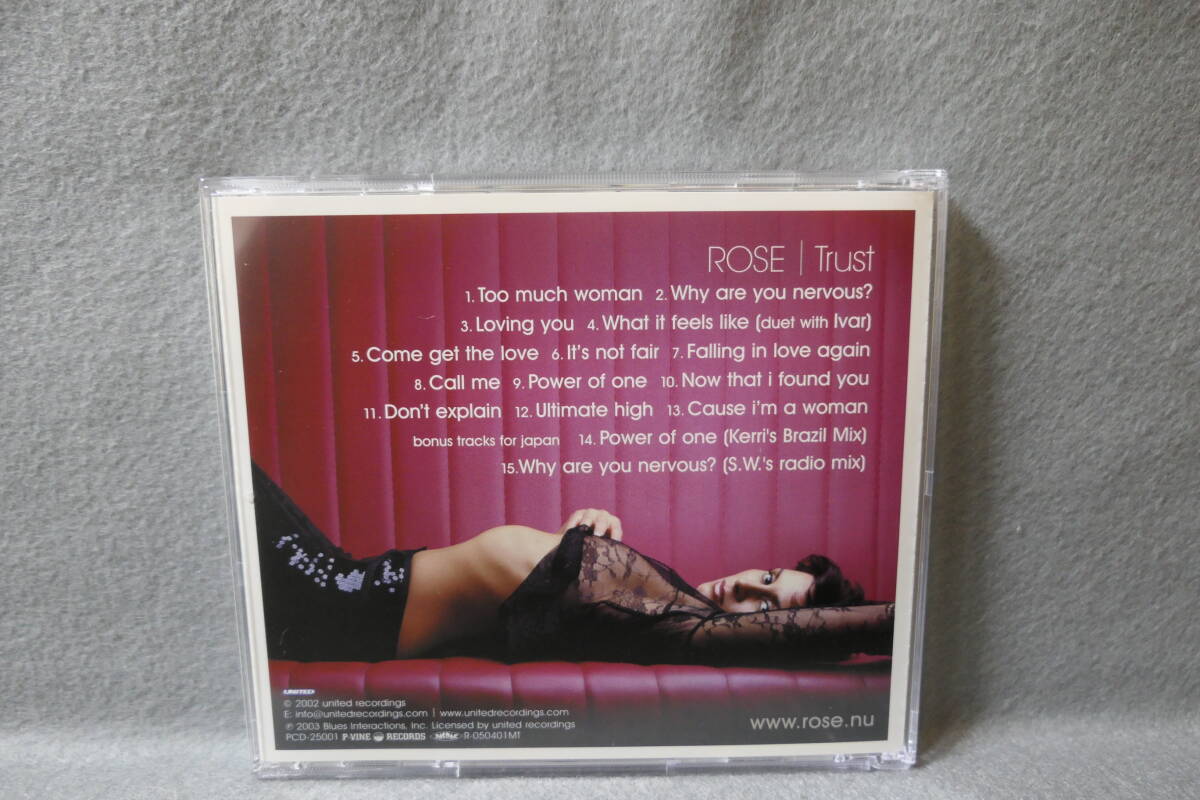 ROSE | Trust
1. Too much woman 2. Why are you nervous?
3. Loving you 4. What it feels like (duet with Ivar)
5. Come get the love 6. It's not fair 7. Falling in love again
8. Call me 9. Power of one 10. Now that i found you
11. Don't explain 12. Ultimate high 13. Cause i'm a woman
bonus tracks for japan 14. Power of one (Kerri's Brazil Mix)
15. Why are you nervous? (S.W.'s radio mix)
UNITED
© 2002 united recordings
E: info@unitedrecordings.com | www.unitedrecordings.com
℗ 2003 Blues Interactions, Inc. Licensed by united recordings
PCD-25001 P-VINE RECORDS R-050401MT
www.rose.nu